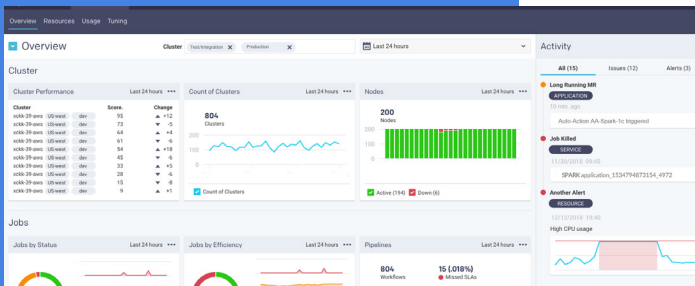 Overview Resources Usage Tuning
Overview
Cluster Test/Integration X Production X
Last 24 hours
Cluster
Cluster Performance Last 24 hours •••
Cluster Score. Change
xckk-39-aws US-west dev 95 ▲ +12
xckk-39-aws US-west dev 73 ▼ -5
xckk-39-aws US-west dev 64 ▲ +4
xckk-39-aws US-west dev 61 ▼ -6
xckk-39-aws US-west dev 54 ▲ +18
xckk-39-aws US-west dev 45 ▼ -6
xckk-39-aws US-west dev 33 ▲ +5
xckk-39-aws US-west dev 28 ▼ -6
xckk-39-aws US-west dev 15 ▼ -8
xckk-39-aws US-west dev 9 ▲ +1
Count of Clusters Last 24 hours •••
804
Clusters
200
100
0
Count of Clusters
Nodes Last 24 hours •••
200
Nodes
200
100
0
Active (194) Down (6)
Jobs
Jobs by Status Last 24 hours •••
Jobs by Efficiency Last 24 hours •••
Pipelines Last 24 hours •••
804
Workflows
15 (.018%)
Missed SLAs
Activity
All (15) Issues (12) Alerts (3)
Long Running MR
APPLICATION
10 min. ago
Auto-Action AA-Spark-1c triggered
Job Killed
SERVICE
11/30/2018 09:45
SPARK application_1534794873154_4972
Another Alert
RESOURCE
12/15/2018 19:40
High CPU usage